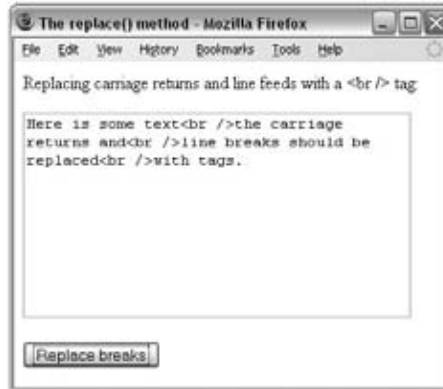 The replace() method - Mozilla Firefox
File Edit View History Bookmarks Tools Help
Replacing carriage returns and line feeds with a <br /> tag
Here is some text<br />the carriage
returns and<br />line breaks should be
replaced<br />with tags.
Replace breaks